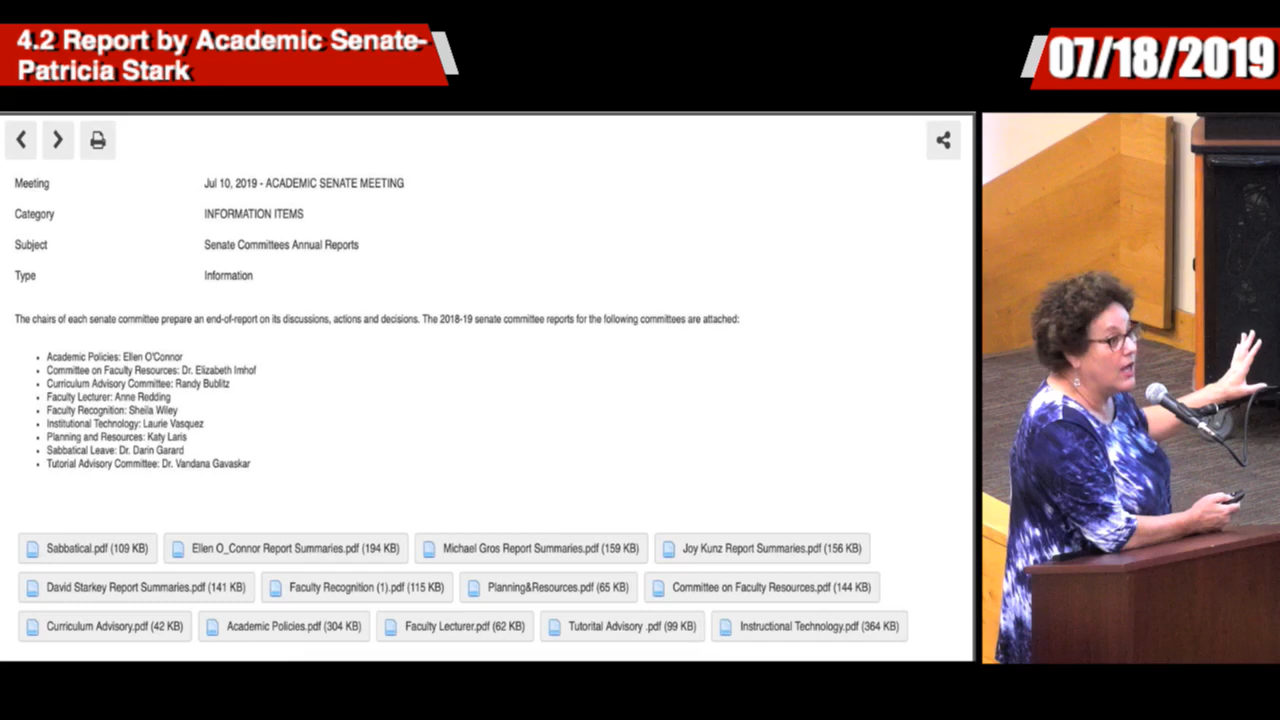 4.2 Report by Academic Senate-
Patricia Stark
07/18/2019
Meeting Jul 10, 2019 - ACADEMIC SENATE MEETING
Category INFORMATION ITEMS
Subject Senate Committees Annual Reports
Type Information
The chairs of each senate committee prepare an end-of-report on its discussions, actions and decisions. The 2018-19 senate committee reports for the following committees are attached:
• Academic Policies: Ellen O'Connor
• Committee on Faculty Resources: Dr. Elizabeth Imhof
• Curriculum Advisory Committee: Randy Bublitz
• Faculty Lecturer: Anne Redding
• Faculty Recognition: Sheila Wiley
• Institutional Technology: Laurie Vasquez
• Planning and Resources: Katy Laris
• Sabbatical Leave: Dr. Darin Garard
• Tutorial Advisory Committee: Dr. Vandana Gavaskar
Sabbatical.pdf (109 KB) Ellen O_Connor Report Summaries.pdf (194 KB) Michael Gros Report Summaries.pdf (159 KB) Joy Kunz Report Summaries.pdf (156 KB)
David Starkey Report Summaries.pdf (141 KB) Faculty Recognition (1).pdf (115 KB) Planning&Resources.pdf (65 KB) Committee on Faculty Resources.pdf (144 KB)
Curriculum Advisory.pdf (42 KB) Academic Policies.pdf (304 KB) Faculty Lecturer.pdf (62 KB) Tutorital Advisory .pdf (99 KB) Instructional Technology.pdf (364 KB)